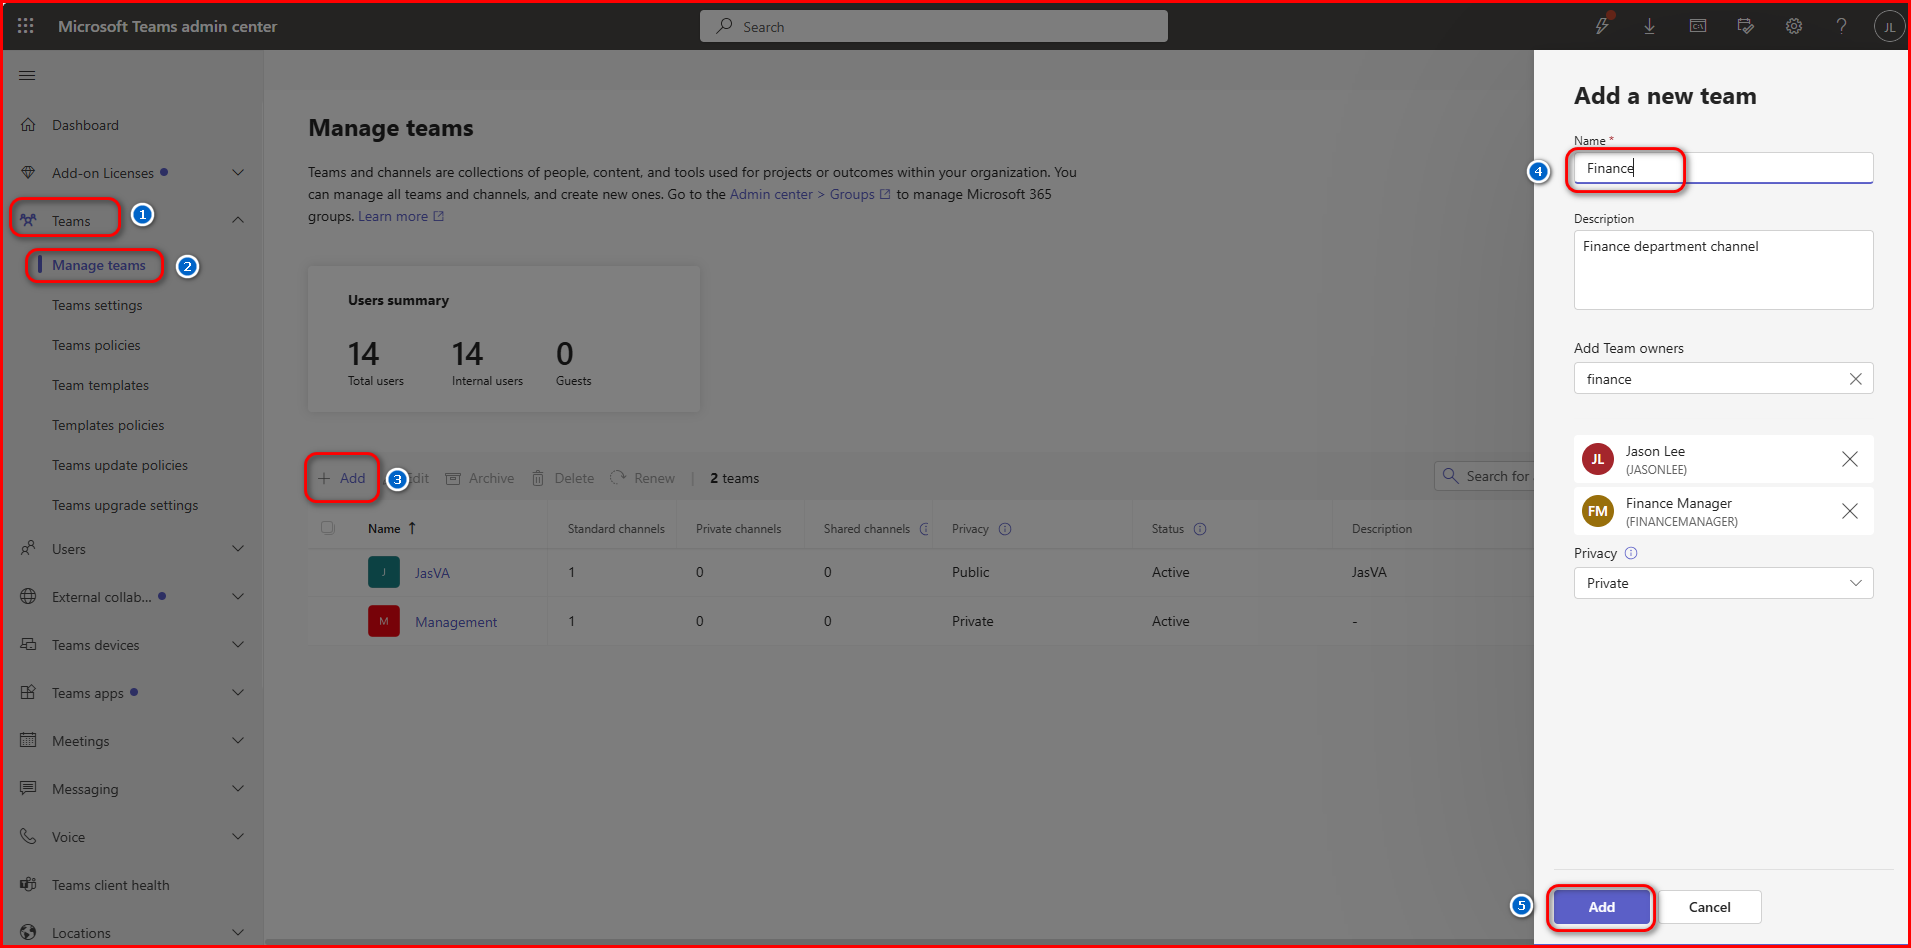 Microsoft Teams admin center
Search
JL
Dashboard
Add-on Licenses
Teams
1
Manage teams
2
Teams settings
Teams policies
Team templates
Templates policies
Teams update policies
Teams upgrade settings
Users
External collab...
Teams devices
Teams apps
Meetings
Messaging
Voice
Teams client health
Locations
Manage teams
Teams and channels are collections of people, content, and tools used for projects or outcomes within your organization. You
can manage all teams and channels, and create new ones. Go to the Admin center > Groups to manage Microsoft 365
groups. Learn more
Users summary
14 14 0
Total users Internal users Guests
+ Add 3 dit Archive Delete Renew | 2 teams
Search for
Name ↑ Standard channels Private channels Shared channels Privacy Status Description
J JasVA 1 0 0 Public Active JasVA
M Management 1 0 0 Private Active -
Add a new team
Name *
4 Finance
Description
Finance department channel
Add Team owners
finance
JL Jason Lee
(JASONLEE)
FM Finance Manager
(FINANCEMANAGER)
Privacy
Private
5 Add Cancel